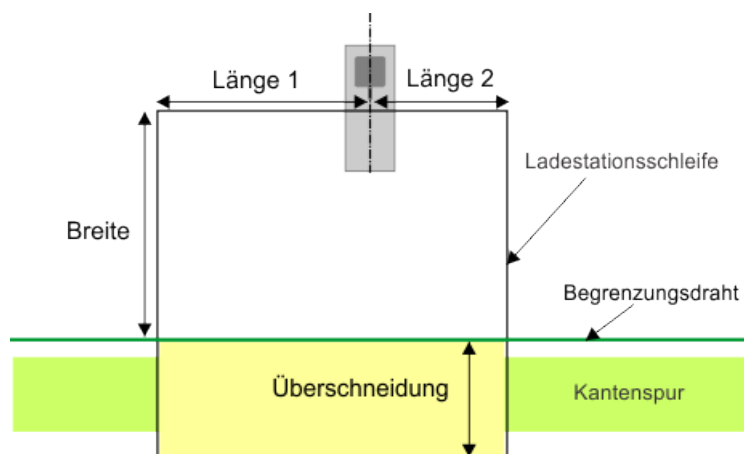 Länge 1
Länge 2
Ladestationsschleife
Breite
Begrenzungsdraht
Überschneidung
Kantenspur